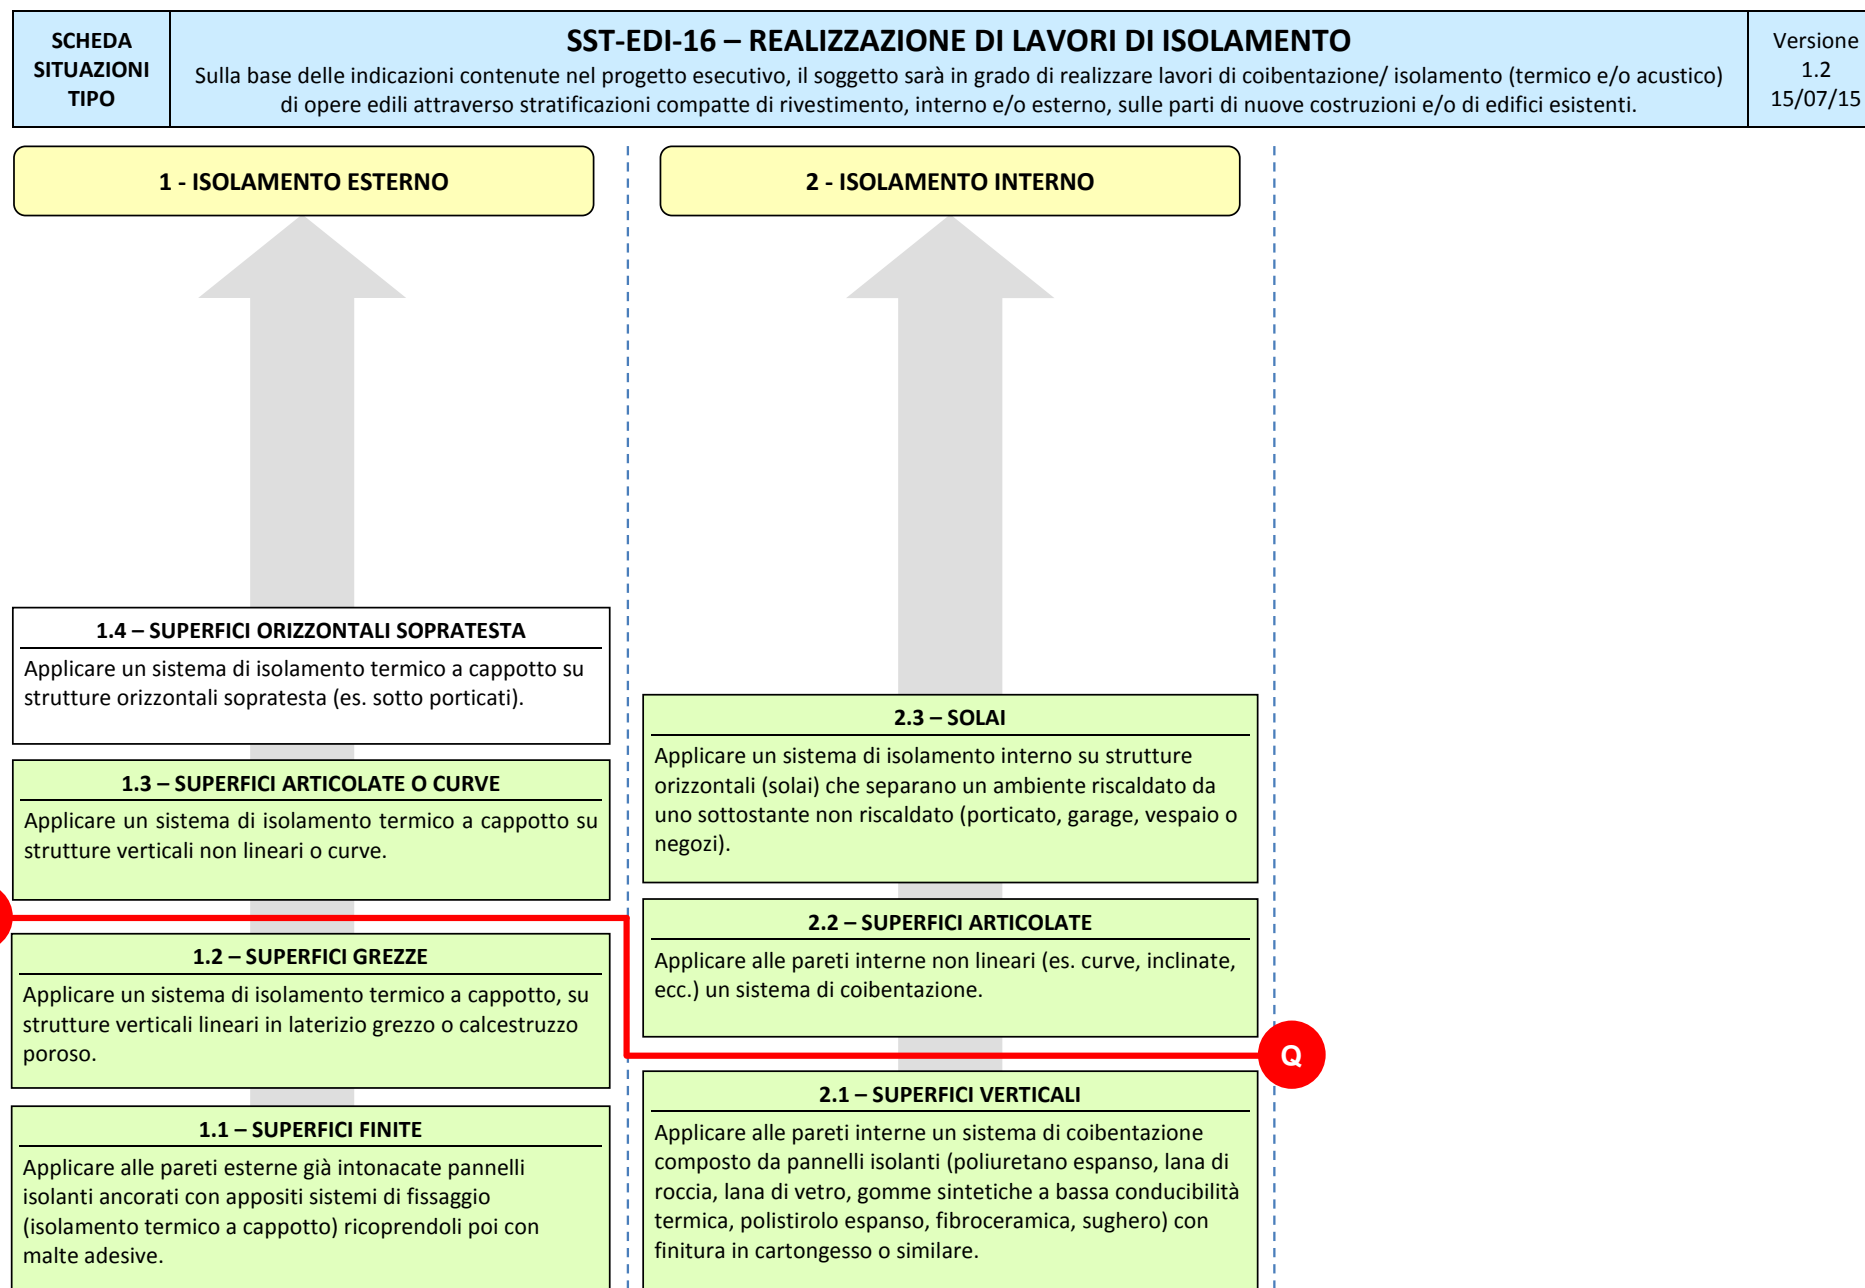 SCHEDA
SITUAZIONI
TIPO
SST-EDI-16 – REALIZZAZIONE DI LAVORI DI ISOLAMENTO
Sulla base delle indicazioni contenute nel progetto esecutivo, il soggetto sarà in grado di realizzare lavori di coibentazione/ isolamento (termico e/o acustico)
di opere edili attraverso stratificazioni compatte di rivestimento, interno e/o esterno, sulle parti di nuove costruzioni e/o di edifici esistenti.
Versione
1.2
15/07/15
1 - ISOLAMENTO ESTERNO
1.4 – SUPERFICI ORIZZONTALI SOPRATESTA
Applicare un sistema di isolamento termico a cappotto su
strutture orizzontali sopratesta (es. sotto porticati).
1.3 – SUPERFICI ARTICOLATE O CURVE
Applicare un sistema di isolamento termico a cappotto su
strutture verticali non lineari o curve.
1.2 – SUPERFICI GREZZE
Applicare un sistema di isolamento termico a cappotto, su
strutture verticali lineari in laterizio grezzo o calcestruzzo
poroso.
1.1 – SUPERFICI FINITE
Applicare alle pareti esterne già intonacate pannelli
isolanti ancorati con appositi sistemi di fissaggio
(isolamento termico a cappotto) ricoprendoli poi con
malte adesive.
2 - ISOLAMENTO INTERNO
2.3 – SOLAI
Applicare un sistema di isolamento interno su strutture
orizzontali (solai) che separano un ambiente riscaldato da
uno sottostante non riscaldato (porticato, garage, vespaio o
negozi).
2.2 – SUPERFICI ARTICOLATE
Applicare alle pareti interne non lineari (es. curve, inclinate,
ecc.) un sistema di coibentazione.
Q
2.1 – SUPERFICI VERTICALI
Applicare alle pareti interne un sistema di coibentazione
composto da pannelli isolanti (poliuretano espanso, lana di
roccia, lana di vetro, gomme sintetiche a bassa conducibilità
termica, polistirolo espanso, fibroceramica, sughero) con
finitura in cartongesso o similare.